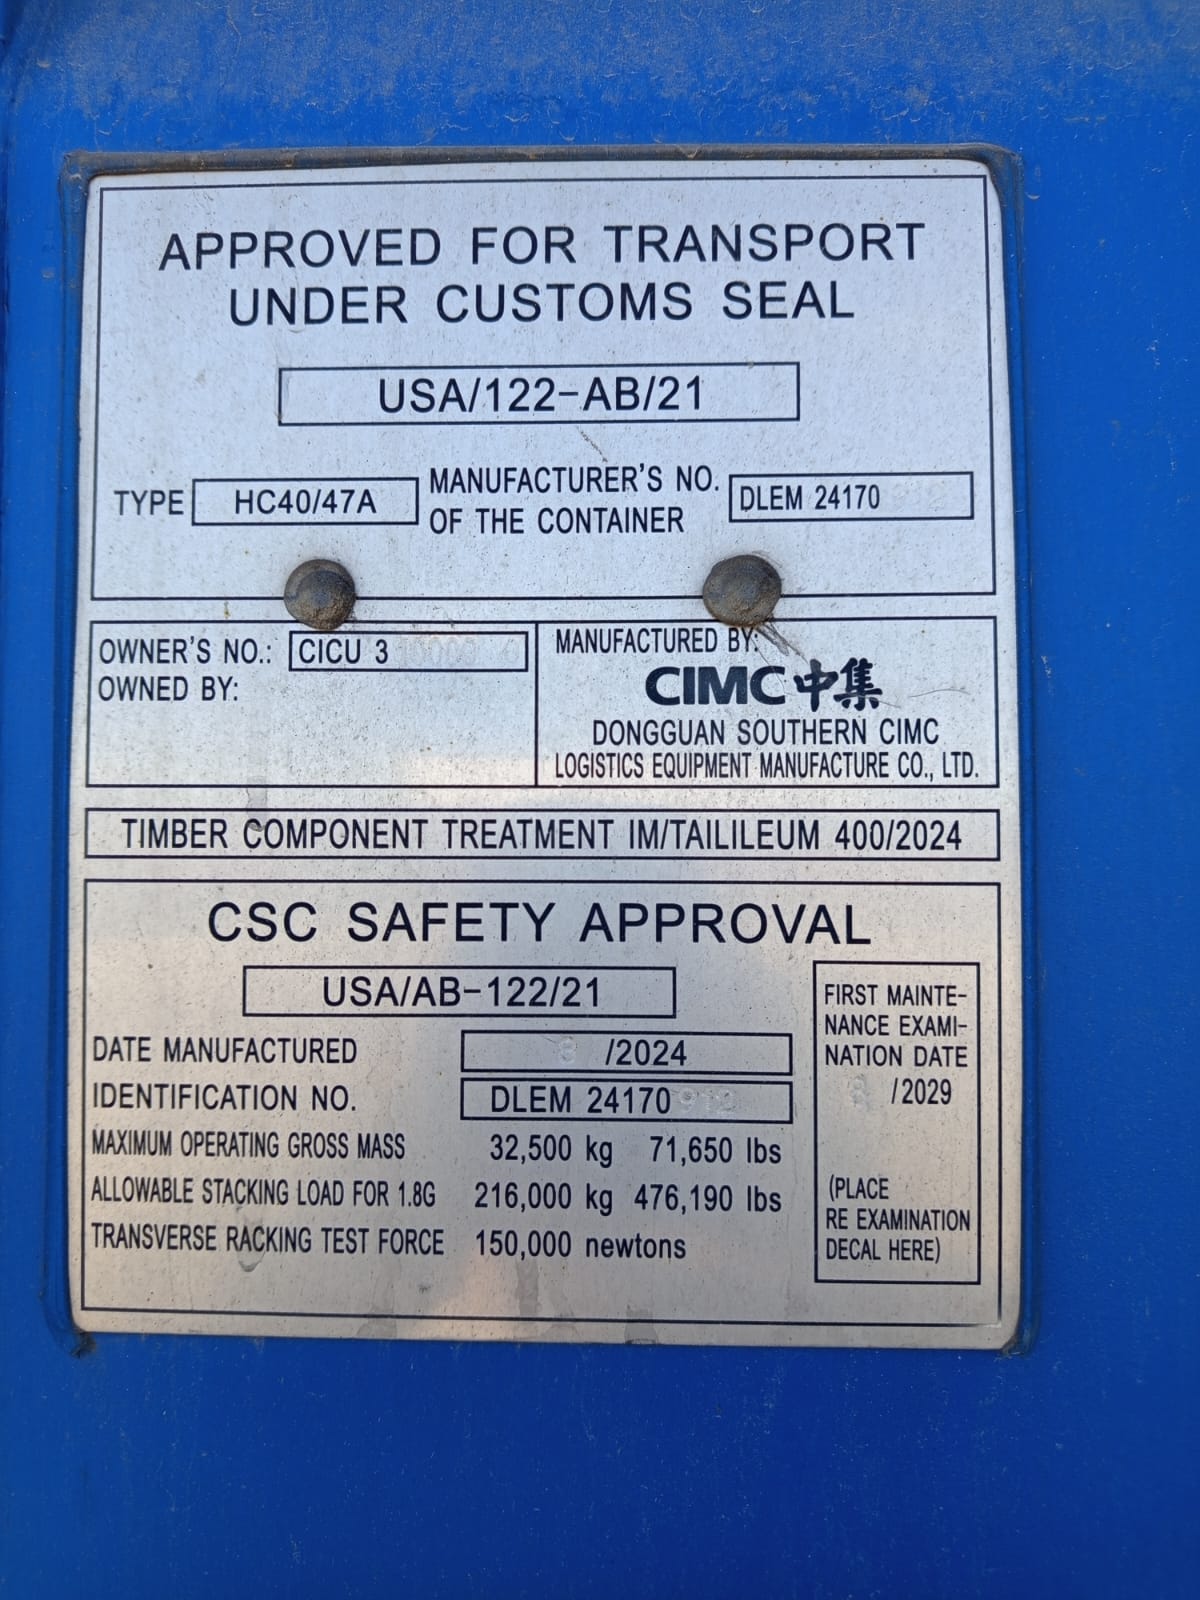 APPROVED FOR TRANSPORT
UNDER CUSTOMS SEAL
USA/122-AB/21
TYPE HC40/47A
MANUFACTURER'S NO.
OF THE CONTAINER
DLEM 24170
OWNER'S NO.: CICU 3
OWNED BY:
MANUFACTURED BY:
CIMC 中集
DONGGUAN SOUTHERN CIMC
LOGISTICS EQUIPMENT MANUFACTURE CO., LTD.
TIMBER COMPONENT TREATMENT IM/TAILILEUM 400/2024
CSC SAFETY APPROVAL
USA/AB-122/21
DATE MANUFACTURED /2024
IDENTIFICATION NO. DLEM 24170
MAXIMUM OPERATING GROSS MASS 32,500 kg 71,650 lbs
ALLOWABLE STACKING LOAD FOR 1.8G 216,000 kg 476,190 lbs
TRANSVERSE RACKING TEST FORCE 150,000 newtons
FIRST MAINTE-
NANCE EXAMI-
NATION DATE
/2029
(PLACE
RE EXAMINATION
DECAL HERE)